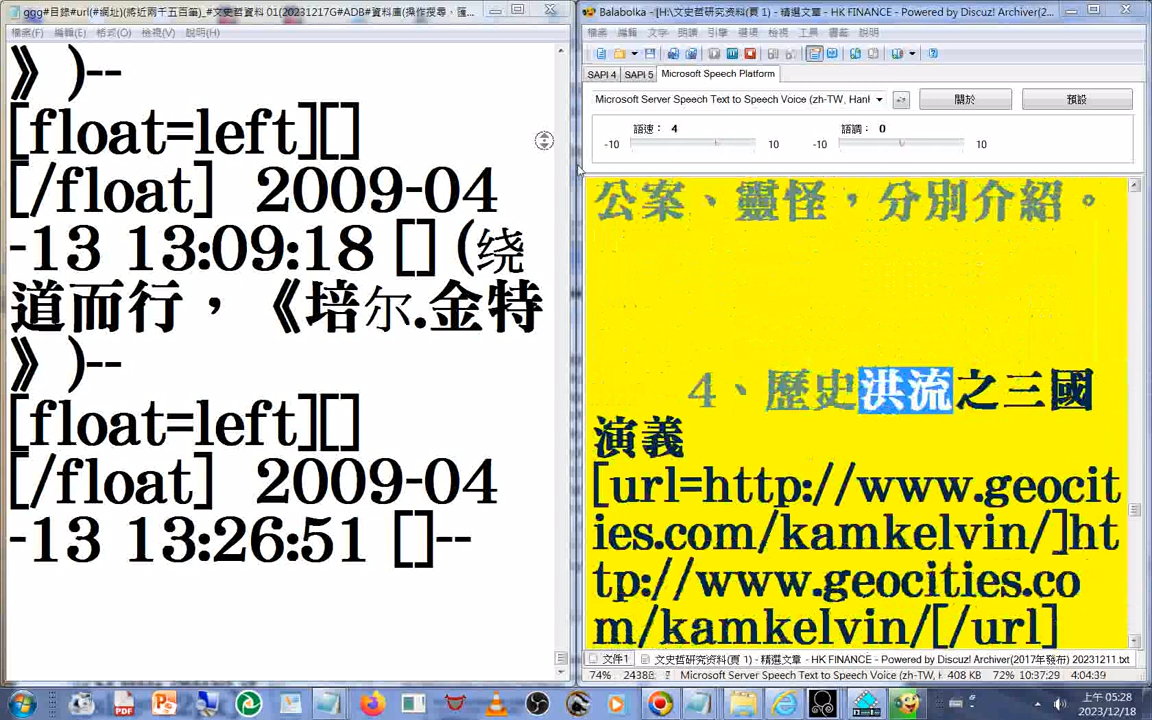 ggg#目錄#url(#網址)(將近兩千五百筆)_#文史哲資料 01(20231217G#ADB#資料庫(操作搜尋，匯...
檔案(F) 編輯(E) 格式(O) 檢視(V) 說明(H)
》)--
[float=left][]
[/float] 2009-04
-13 13:09:18 [] (绕
道而行，《培尔.金特
》)--
[float=left][]
[/float] 2009-04
-13 13:26:51 []--
Balabolka - [H:\文史哲研究资料(頁 1) - 精選文章 - HK FINANCE - Powered by Discuz! Archiver(2...
檔案 編輯 文字 朗讀 引擎 選項 檢視 工具 書籤 說明
SAPI 4 SAPI 5 Microsoft Speech Platform
Microsoft Server Speech Text to Speech Voice (zh-TW, Hanl
關於 預設
語速： 4 語調： 0
-10 10 -10 10
公案、靈怪，分別介紹。
4、歷史洪流之三國
演義
[url=http://www.geocit
ies.com/kamkelvin/]ht
tp://www.geocities.co
m/kamkelvin/[/url]
文件1 文史哲研究资料(頁 1) - 精選文章 - HK FINANCE - Powered by Discuz! Archiver(2017年發布) 20231211.txt
74% Microsoft Server Speech Text to Speech Voice (zh-TW, H 408 KB 72% 10:37:29 4:04:39
上午 05:28
2023/12/18